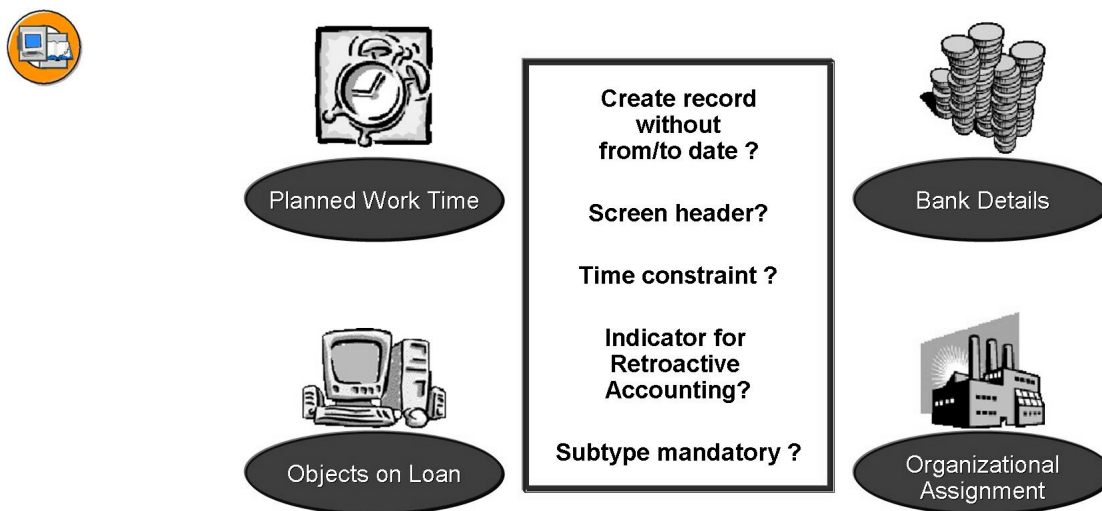 Planned Work Time
Create record
without
from/to date ?
Screen header?
Time constraint ?
Indicator for
Retroactive
Accounting?
Subtype mandatory ?
Bank Details
Objects on Loan
Organizational
Assignment